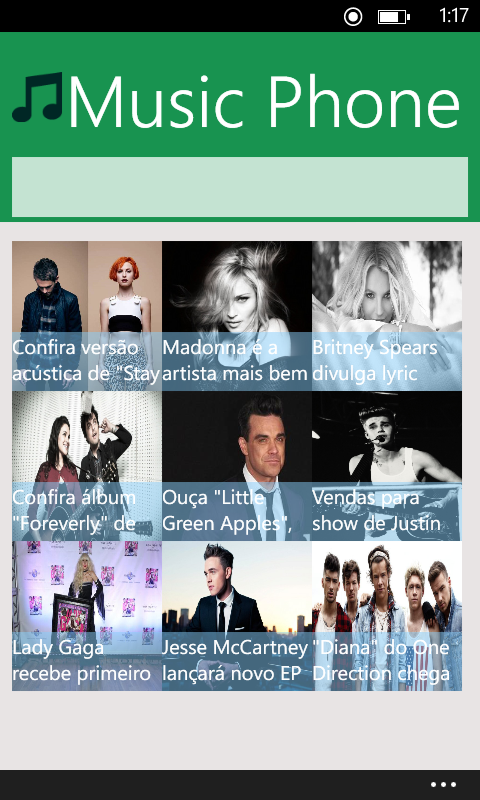 1:17
Music Phone
Confira versão
acústica de "Stay
Madonna é a
artista mais bem
Britney Spears
divulga lyric
Confira álbum
"Foreverly" de
Ouça "Little
Green Apples",
Vendas para
show de Justin
Lady Gaga
recebe primeiro
Jesse McCartney
lançará novo EP
"Diana" do One
Direction chega